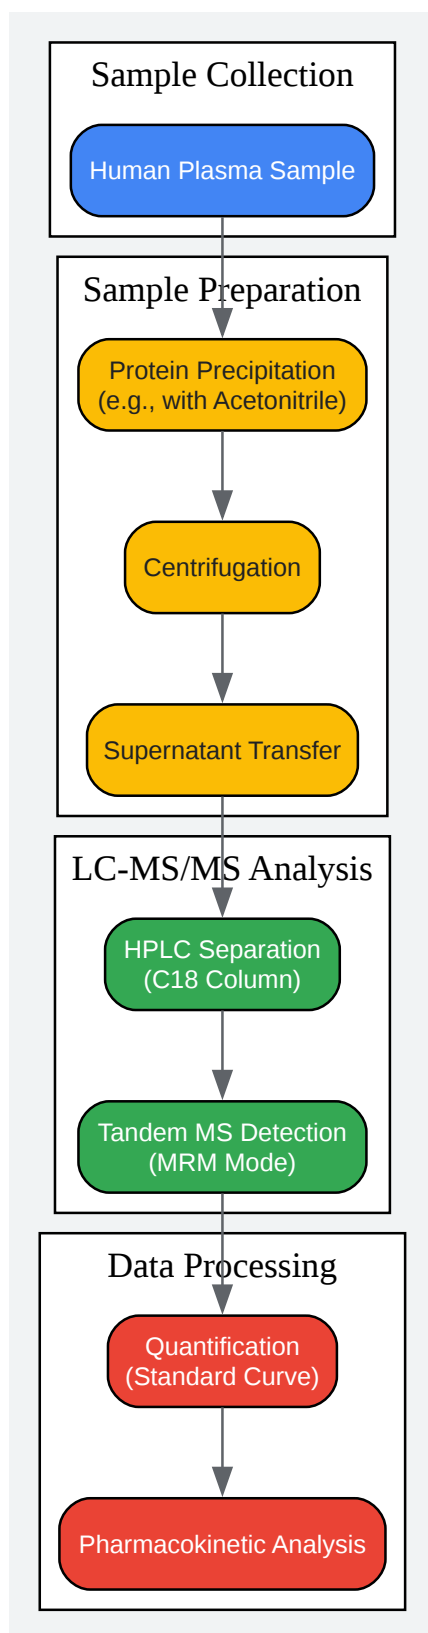 Sample Collection
Human Plasma Sample
Sample Preparation
Protein Precipitation
(e.g., with Acetonitrile)
Centrifugation
Supernatant Transfer
LC-MS/MS Analysis
HPLC Separation
(C18 Column)
Tandem MS Detection
(MRM Mode)
Data Processing
Quantification
(Standard Curve)
Pharmacokinetic Analysis